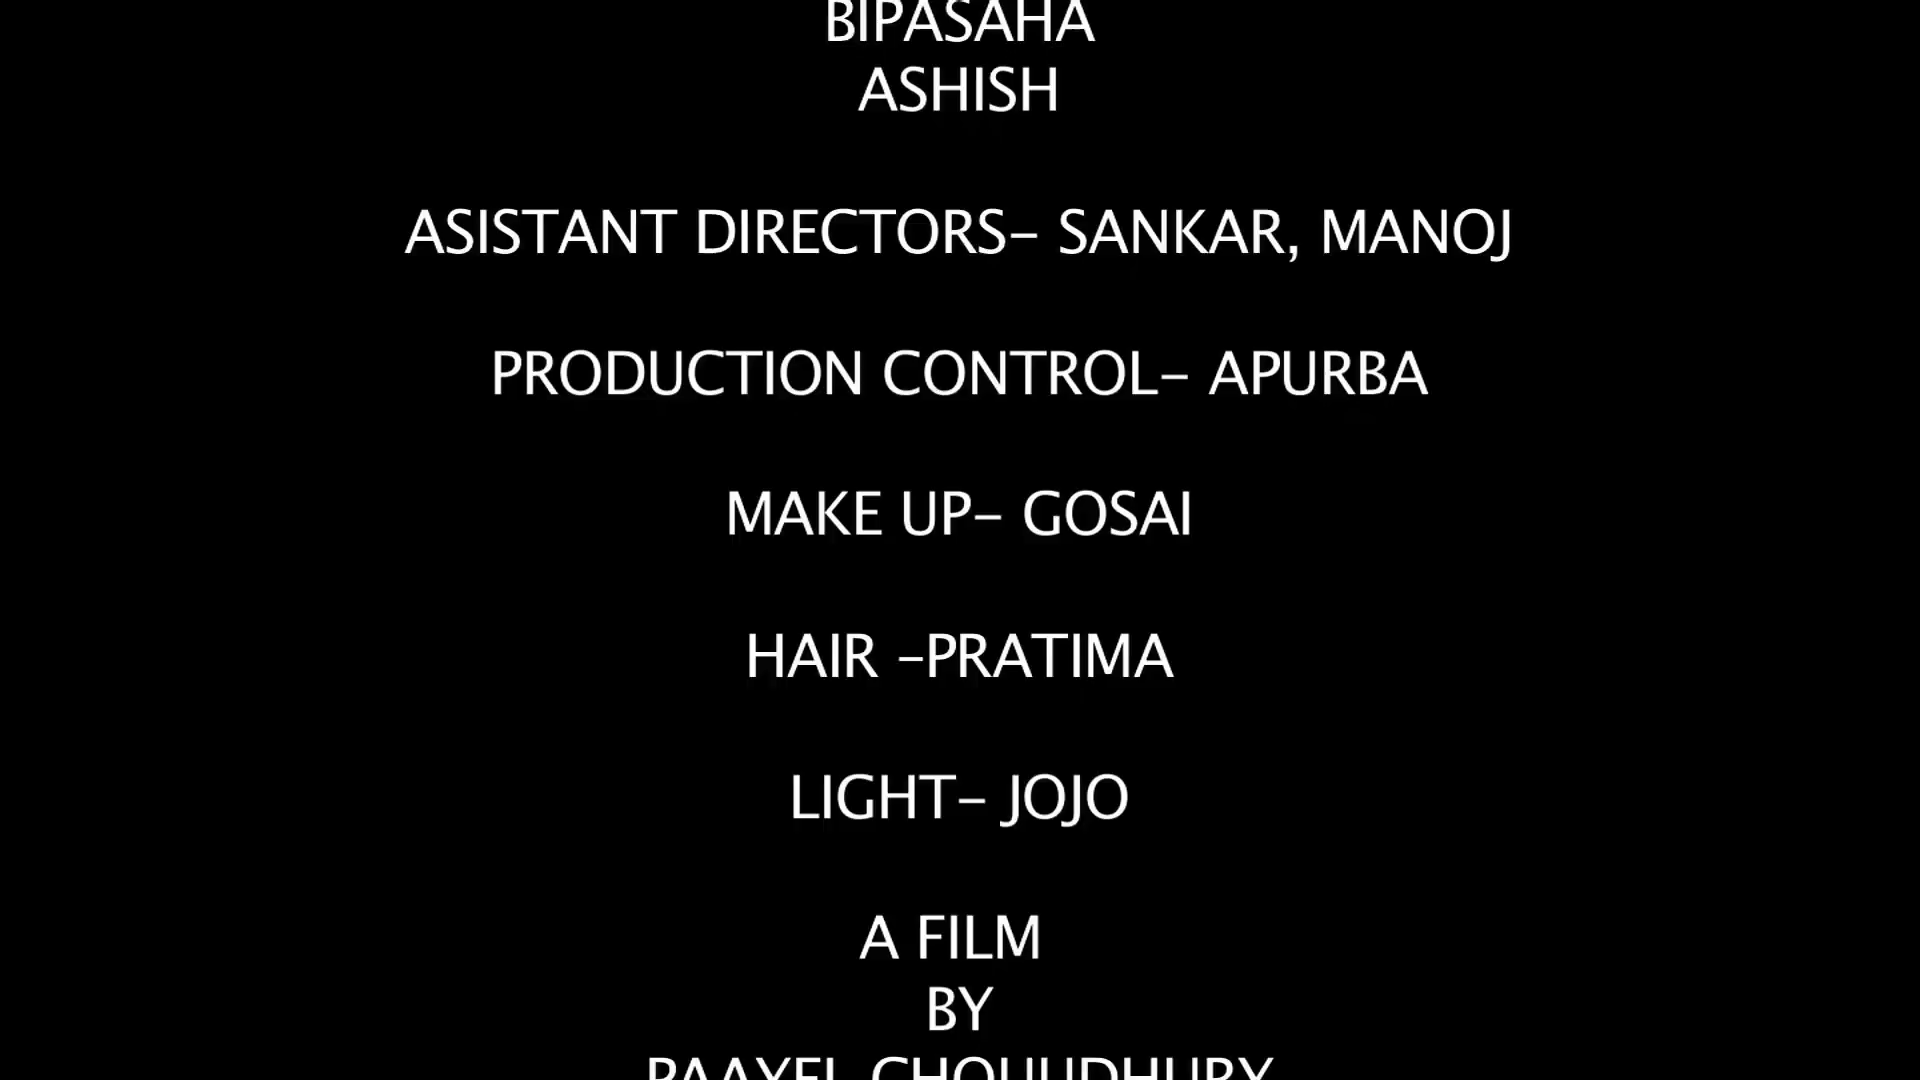 BIPASAHA
ASHISH
ASISTANT DIRECTORS- SANKAR, MANOJ
PRODUCTION CONTROL- APURBA
MAKE UP- GOSAI
HAIR -PRATIMA
LIGHT- JOJO
A FILM
BY